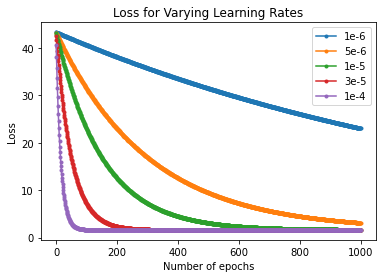 Loss for Varying Learning Rates
1e-6
5e-6
1e-5
3e-5
1e-4
Loss
40
30
20
10
0
0 200 400 600 800 1000
Number of epochs